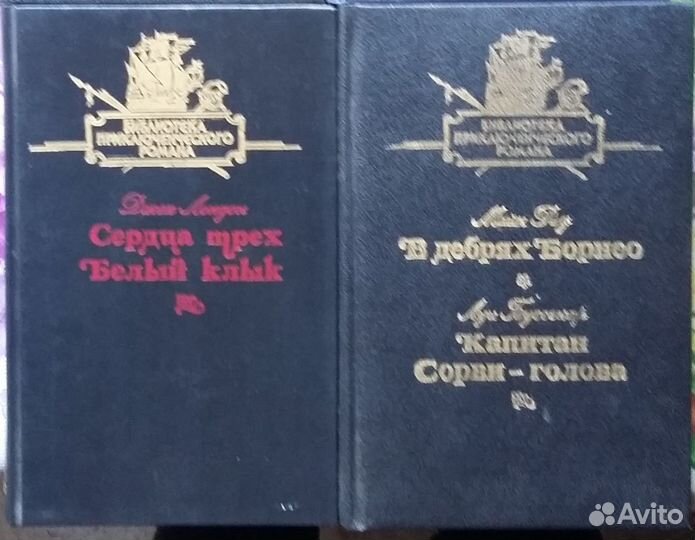 БИБЛИОТЕКА
ПРИКЛЮЧЕНЧЕСКОГО
РОМАНА
Джек Лондон
Сердца трех
Белый клык
БИБЛИОТЕКА
ПРИКЛЮЧЕНЧЕСКОГО
РОМАНА
Майн Рид
В дебрях Борнео
Луи Буссенар
Капитан
Сорви-голова
Avito